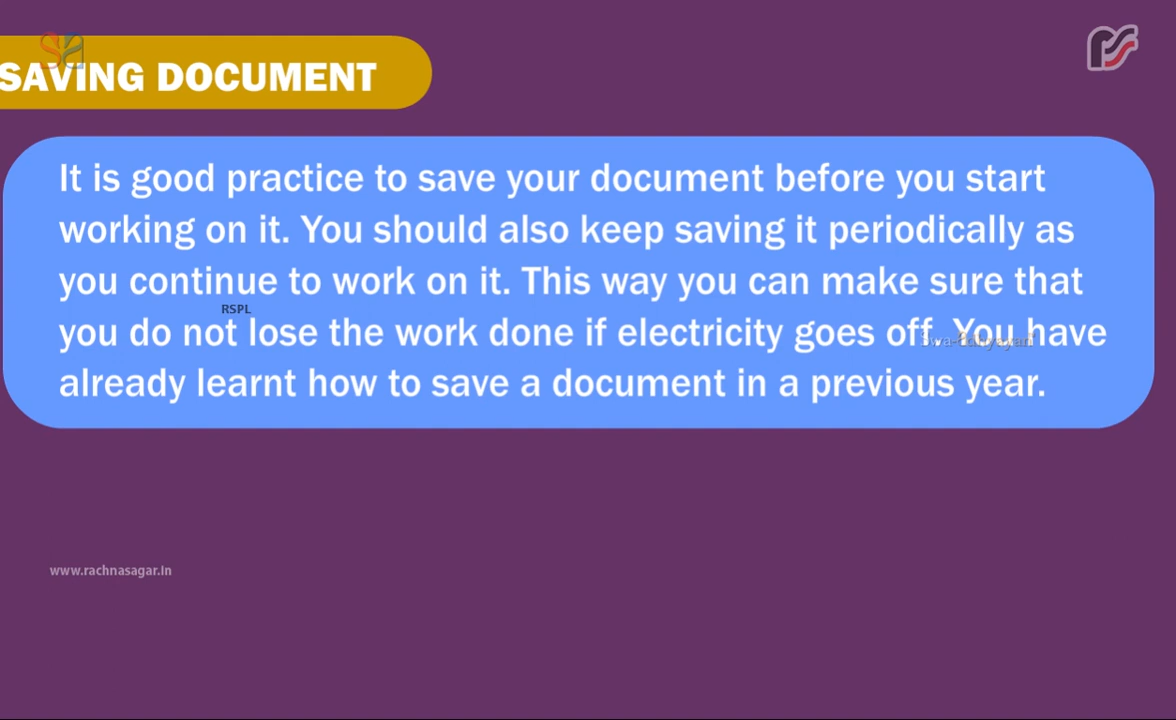 SAVING DOCUMENT
It is good practice to save your document before you start
working on it. You should also keep saving it periodically as
you continue to work on it. This way you can make sure that
RSPL
you do not lose the work done if electricity goes off. You have
Swa-adhyayan
already learnt how to save a document in a previous year.
www.rachnasagar.in